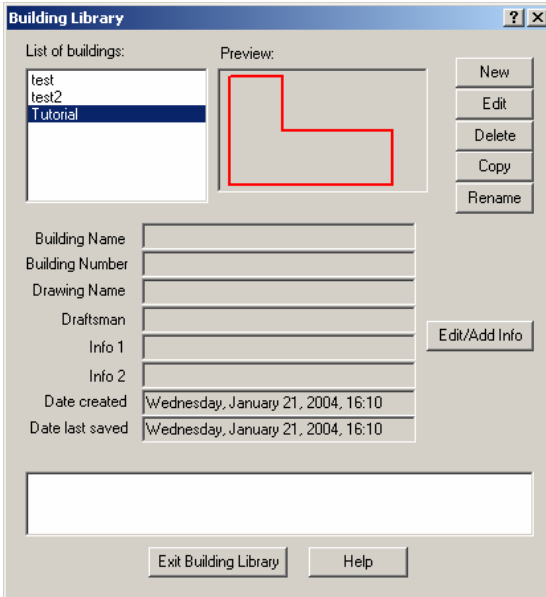 Building Library
List of buildings:
Preview:
test
test2
Tutorial
New
Edit
Delete
Copy
Rename
Building Name
Building Number
Drawing Name
Draftsman
Info 1
Info 2
Edit/Add Info
Date created Wednesday, January 21, 2004, 16:10
Date last saved Wednesday, January 21, 2004, 16:10
Exit Building Library
Help